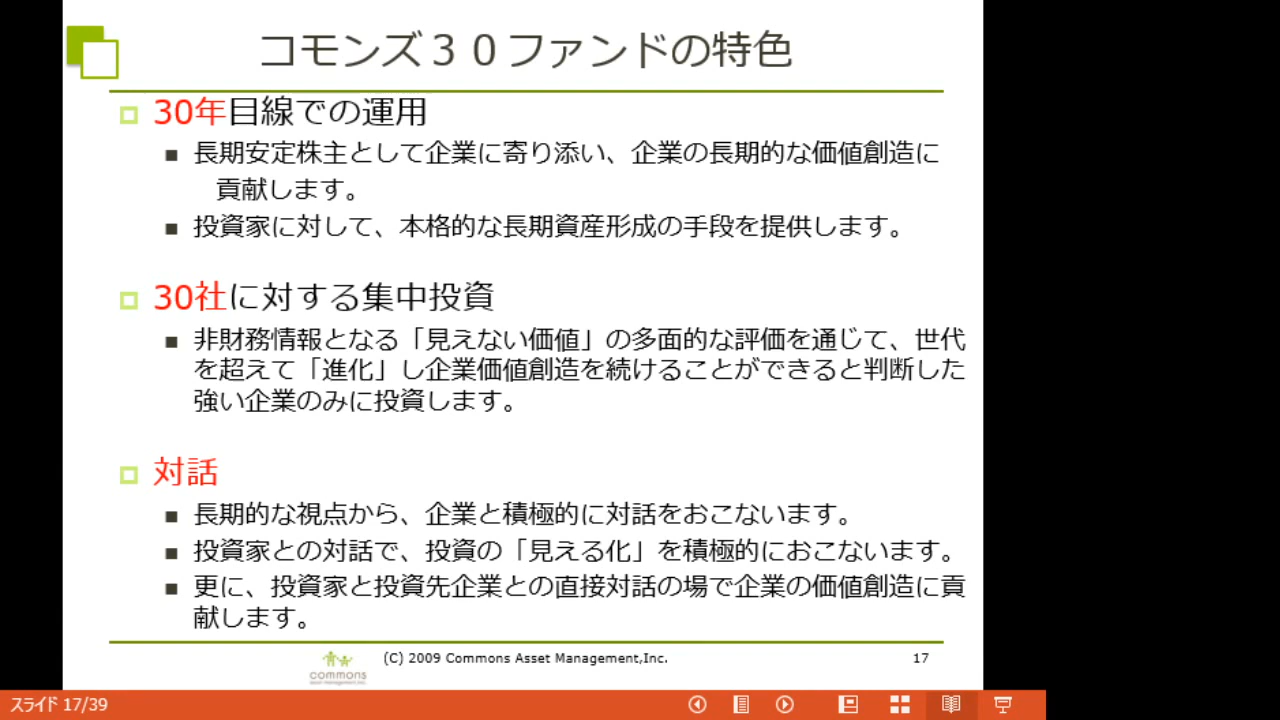 コモンズ３０ファンドの特色
30年目線での運用
長期安定株主として企業に寄り添い、企業の長期的な価値創造に
貢献します。
投資家に対して、本格的な長期資産形成の手段を提供します。
30社に対する集中投資
非財務情報となる「見えない価値」の多面的な評価を通じて、世代
を超えて「進化」し企業価値創造を続けることができると判断した
強い企業のみに投資します。
対話
長期的な視点から、企業と積極的に対話をおこないます。
投資家との対話で、投資の「見える化」を積極的におこないます。
更に、投資家と投資先企業との直接対話の場で企業の価値創造に貢
献します。
commons
asset management,inc.
(C) 2009 Commons Asset Management,Inc.
17
スライド 17/39